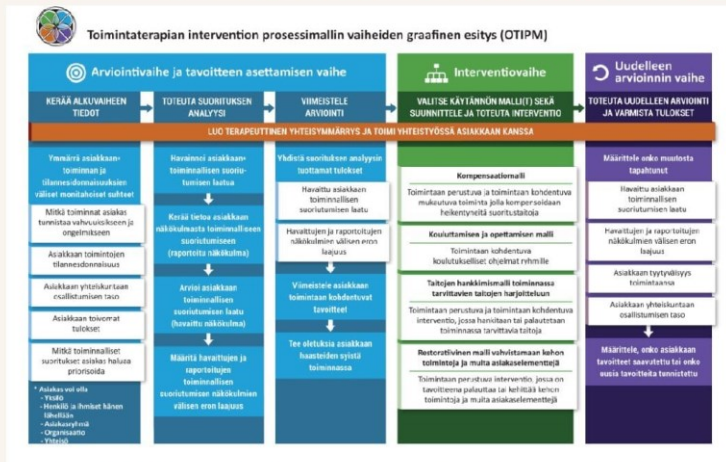 Toimintaterapian intervention prosessimallin vaiheiden graafinen esitys (OTIPM)
Arviointivaihe ja tavoitteen asettamisen vaihe
KERÄÄ ALKUVAIHEEN
TIEDOT
TOTEUTA SUORITUKSEN
ANALYSI
VIIMEISTELE
ARVIOINTI
Interventiovaihe
VALITSE KÄYTÄNNÖN MALLI(T) SEKÄ
SUUNNITTELE JA TOTEUTA INTERVENTIO
Uudelleen
arvioinnin vaihe
TOTEUTA UUDELLEEN ARVIOINTI
JA VARMISTA TULOKSET
LUO TERAPEUTTINEN YHTEISYMMÄRRYS JA TOIMI YHTEISTYÖSSÄ ASIAKKAAN KANSSA
Ymmärrä asiakkaan
toiminnan ja
tilannesidonnaisuuksien
väliset monitahoiset suhteet
Mitkä toiminnat asiakas
tunnistaa vahvuuksikseen ja
ongelmikseen
Asiakkaan toimintojen
tilannesidonnaisuus
Asiakkaan yhteiskuntaan
osallistumisen taso
Asiakkaan toivomat
tulokset
Mitkä toiminnalliset
suoritukset asiakas haluaa
priorisoida
* Asiakas voi olla
- Yksilö
- Henkilö ja ihmiset hänen
lähellään
- Asiakasryhmä
- Organisaatio
- Yhteisö
Havainnoi asiakkaan
toiminnallisen suoriu-
tumisen laatua
Kerää tietoa asiakkaan
näkökulmasta toiminnalliseen
suoriutumiseen
(raportoitu näkökulma)
Arvioi asiakkaan
toiminnallisen
suoriutumisen laatu
(havaittu näkökulma)
Määritä havaittujen ja
raportoitujen
toiminnallisen
suoriutumisen näkökulmien
välisen eron laajuus
Yhdistä suorituksen analyysin
tuottamat tulokset
Havaittu asiakkaan
toiminnallisen
suoriutumisen laatu
Havaittujen ja raportoitujen
näkökulmien välisen eron
laajuus
Viimeistele asiakkaan
toimintaan kohdentuvat
tavoitteet
Tee oletuksia asiakkaan
haasteiden syistä
toiminnassa
Kompensaatiomalli
Toimintaan perustuva ja toimintaan kohdentuva
mukautuva toiminta jolla kompensoidaan
heikentyneitä suoritustaitoja
Kouluttamisen ja opettamisen malli
Toimintaan kohdentuva
koulutukselliset ohjelmat ryhmille
Taitojen hankkimismalli toiminnassa
tarvittavien taitojen harjoitteluun
Toimintaan perustuva ja toimintaan kohdentuva
interventio, jossa hankitaan tai palautetaan
toiminnassa tarvittavia taitoja
Restoratiivinen malli vahvistamaan kehon
toimintoja ja muita asiakaselementtejä
Toimintaan perustuva interventio, jossa on
tavoitteena palauttaa tai kehittää kehon
toimintoja ja muita asiakaselementtejä
Määrittele onko muutosta
tapahtunut
Havaittu asiakkaan
toiminnallisen
suoriutumisen laatu
Havaittujen ja raportoitujen
näkökulmien välisen eron
laajuus
Asiakkaan tyytyväisyys
toimintaansa
Asiakkaan yhteiskuntaan
osallistumisen taso
Määrittele, onko asiakkaan
tavoitteet saavutettu tai onko
uusia tavoitteita tunnistettu